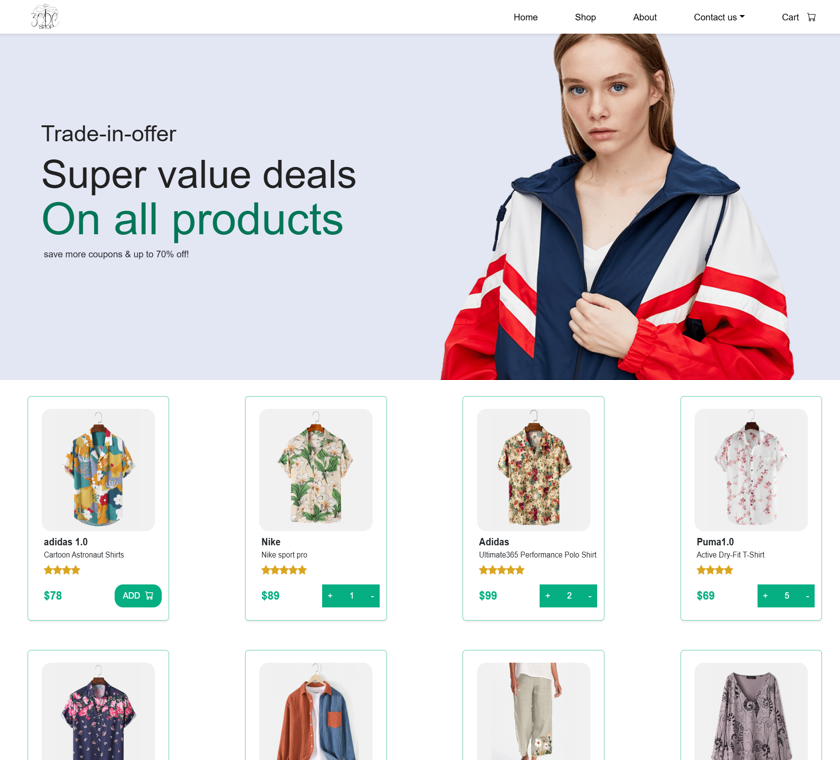 SHOP
Home Shop About Contact us Cart
Trade-in-offer
Super value deals
On all products
save more coupons & up to 70% off!
adidas 1.0
Cartoon Astronaut Shirts
$78 ADD
Nike
Nike sport pro
$89 + 1 -
Adidas
Ultimate365 Performance Polo Shirt
$99 + 2 -
Puma1.0
Active Dry-Fit T-Shirt
$69 + 5 -